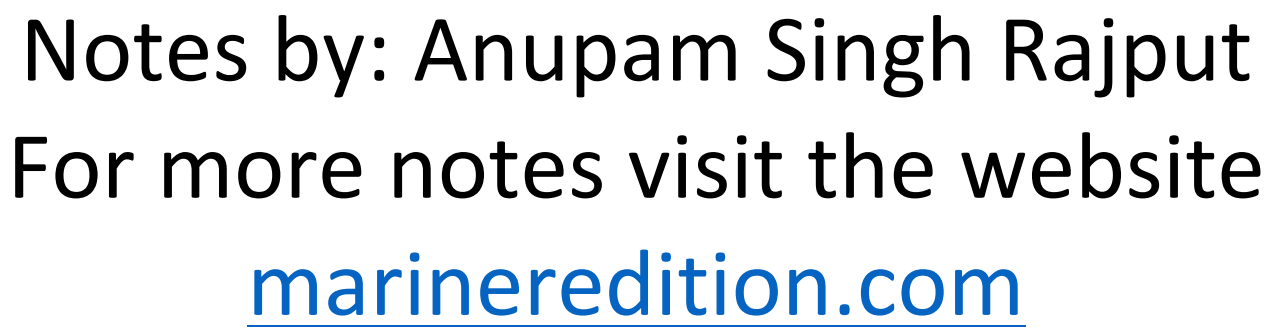 Notes by: Anupam Singh Rajput
For more notes visit the website
marineredition.com